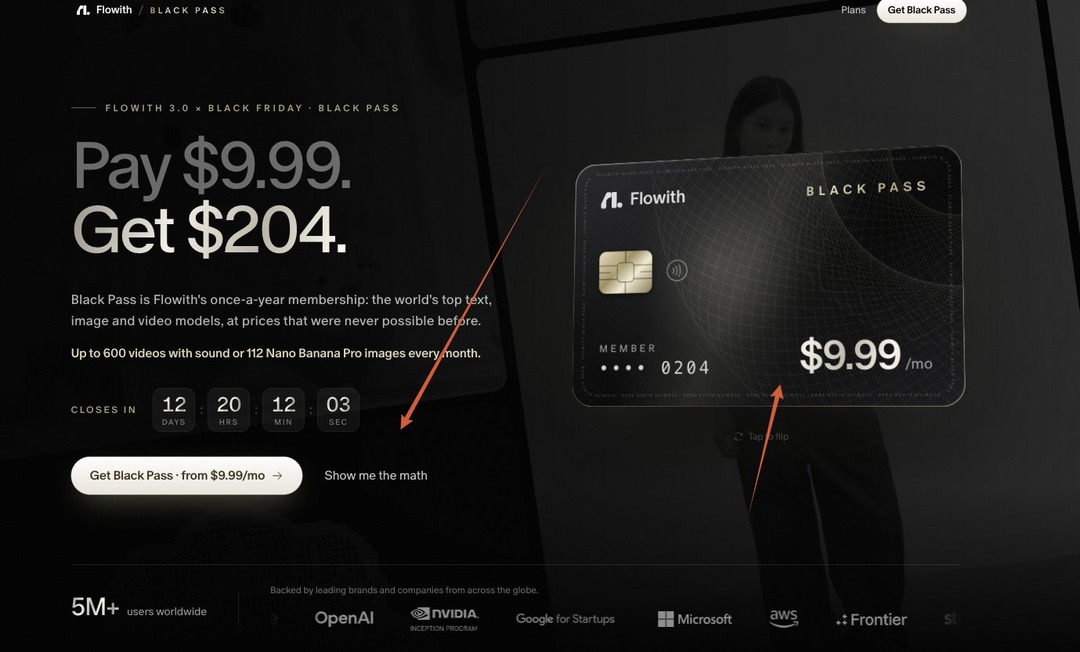 Flowith / BLACK PASS
Plans
Get Black Pass
FLOWITH 3.0 × BLACK FRIDAY · BLACK PASS
Pay $9.99.
Get $204.
Black Pass is Flowith's once-a-year membership: the world's top text,
image and video models, at prices that were never possible before.
Up to 600 videos with sound or 112 Nano Banana Pro images every month.
CLOSES IN
12 : 20 : 12 : 03
DAYS HRS MIN SEC
Get Black Pass · from $9.99/mo →
Show me the math
Flowith
BLACK PASS
MEMBER
•••• 0204
$9.99 /mo
Tap to flip
5M+ users worldwide
Backed by leading brands and companies from across the globe.
OpenAI
NVIDIA.
INCEPTION PROGRAM
Google for Startups
Microsoft
aws
Frontier